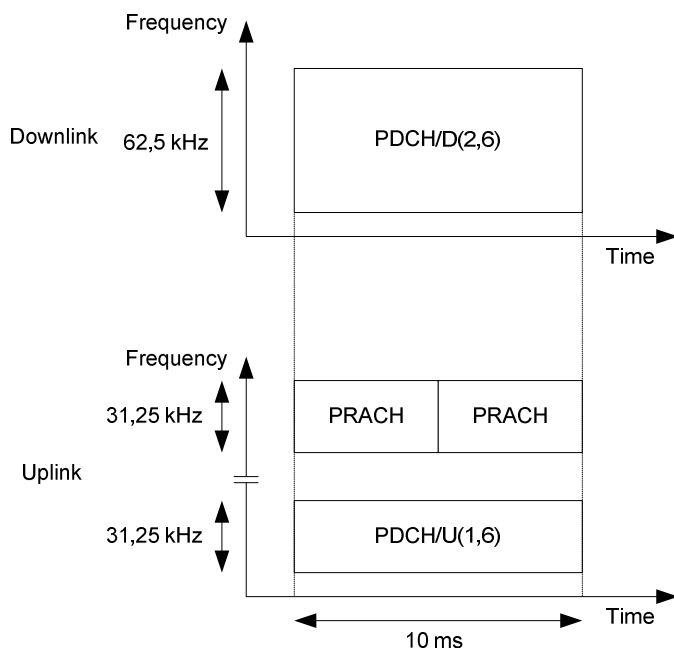 Frequency
Downlink
62,5 kHz
PDCH/D(2,6)
Time
Frequency
31,25 kHz
PRACH
PRACH
Uplink
31,25 kHz
PDCH/U(1,6)
Time
10 ms